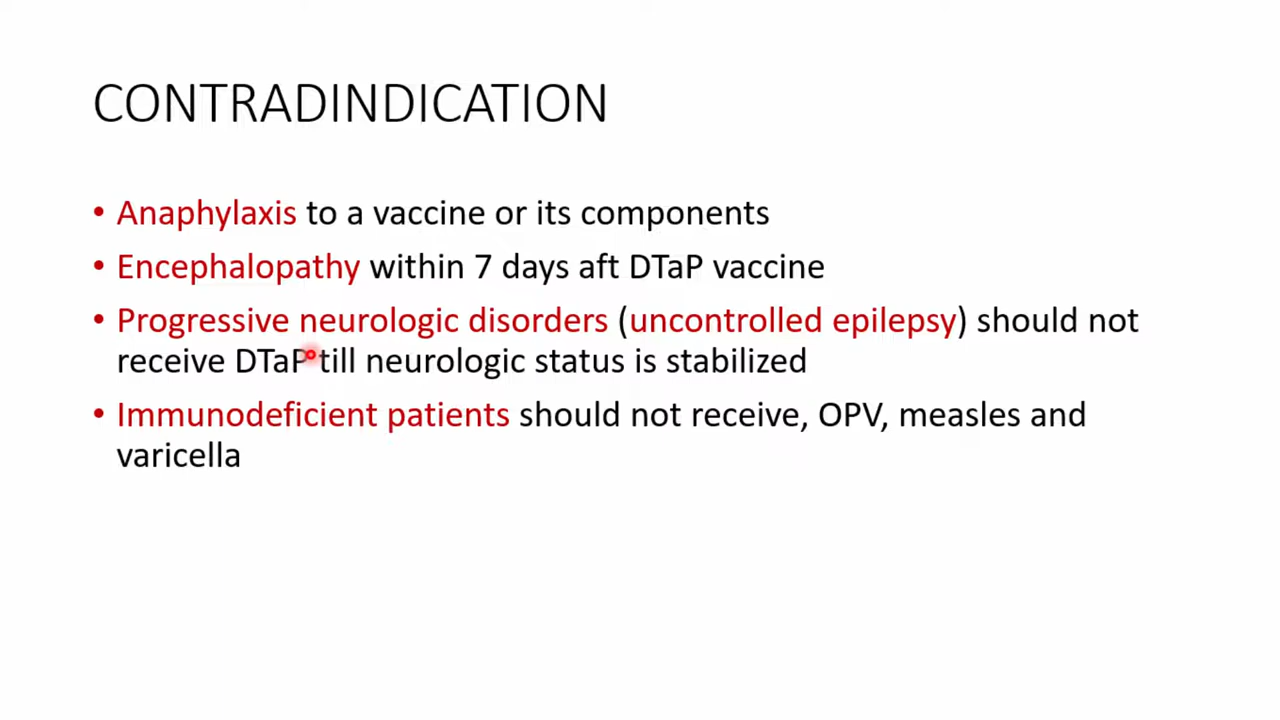 CONTRADINDICATION
• Anaphylaxis to a vaccine or its components
• Encephalopathy within 7 days aft DTaP vaccine
• Progressive neurologic disorders (uncontrolled epilepsy) should not
receive DTaP till neurologic status is stabilized
• Immunodeficient patients should not receive, OPV, measles and
varicella